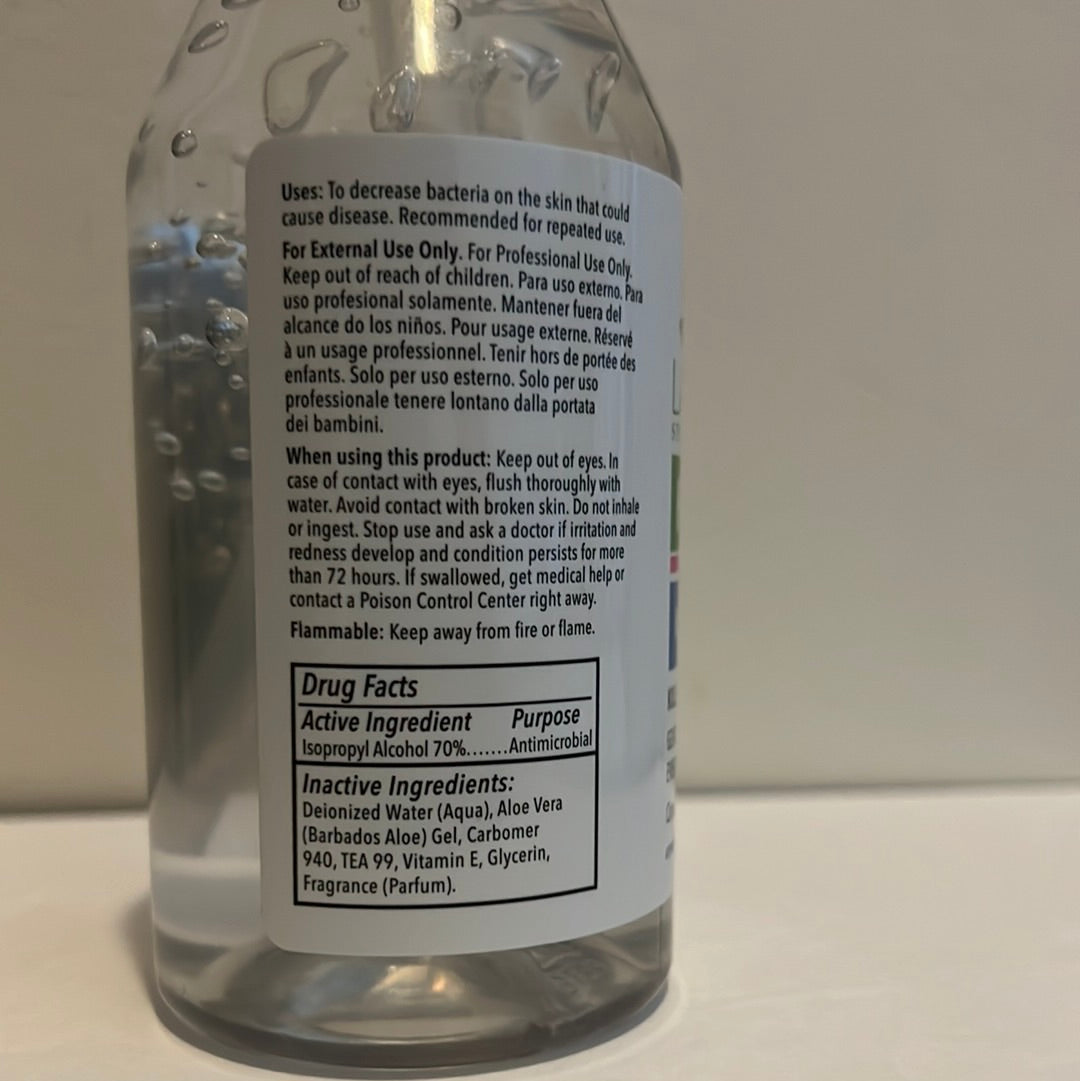 Uses: To decrease bacteria on the skin that could
cause disease. Recommended for repeated use.
For External Use Only. For Professional Use Only.
Keep out of reach of children. Para uso externo. Para
uso profesional solamente. Mantener fuera del
alcance do los niños. Pour usage externe. Réservé
à un usage professionnel. Tenir hors de portée des
enfants. Solo per uso esterno. Solo per uso
professionale tenere lontano dalla portata
dei bambini.
When using this product: Keep out of eyes. In
case of contact with eyes, flush thoroughly with
water. Avoid contact with broken skin. Do not inhale
or ingest. Stop use and ask a doctor if irritation and
redness develop and condition persists for more
than 72 hours. If swallowed, get medical help or
contact a Poison Control Center right away.
Flammable: Keep away from fire or flame.
Drug Facts
Active Ingredient Purpose
Isopropyl Alcohol 70%.......Antimicrobial
Inactive Ingredients:
Deionized Water (Aqua), Aloe Vera
(Barbados Aloe) Gel, Carbomer
940, TEA 99, Vitamin E, Glycerin,
Fragrance (Parfum).